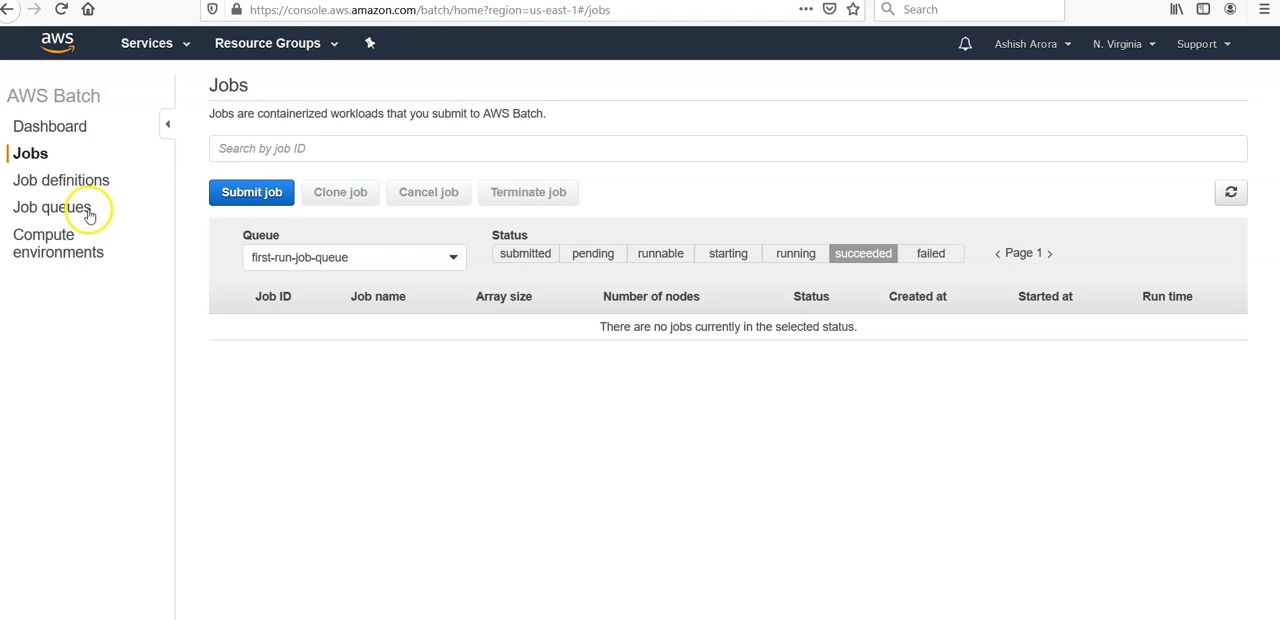 https://console.aws.amazon.com/batch/home?region=us-east-1#/jobs
Search
aws
Services
Resource Groups
Ashish Arora
N. Virginia
Support
AWS Batch
Dashboard
Jobs
Job definitions
Job queues
Compute
environments
Jobs
Jobs are containerized workloads that you submit to AWS Batch.
Search by job ID
Submit job
Clone job
Cancel job
Terminate job
Queue
first-run-job-queue
Status
submitted
pending
runnable
starting
running
succeeded
failed
Page 1
Job ID
Job name
Array size
Number of nodes
Status
Created at
Started at
Run time
There are no jobs currently in the selected status.